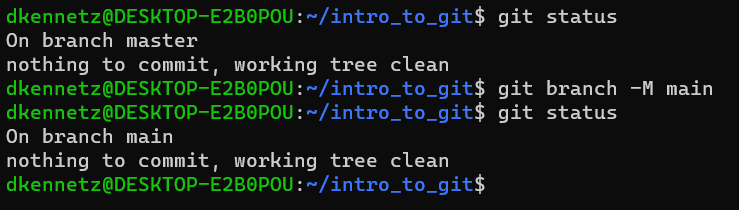 dkennetz@DESKTOP-E2B0POU:~/intro_to_git$ git status
On branch master
nothing to commit, working tree clean
dkennetz@DESKTOP-E2B0POU:~/intro_to_git$ git branch -M main
dkennetz@DESKTOP-E2B0POU:~/intro_to_git$ git status
On branch main
nothing to commit, working tree clean
dkennetz@DESKTOP-E2B0POU:~/intro_to_git$